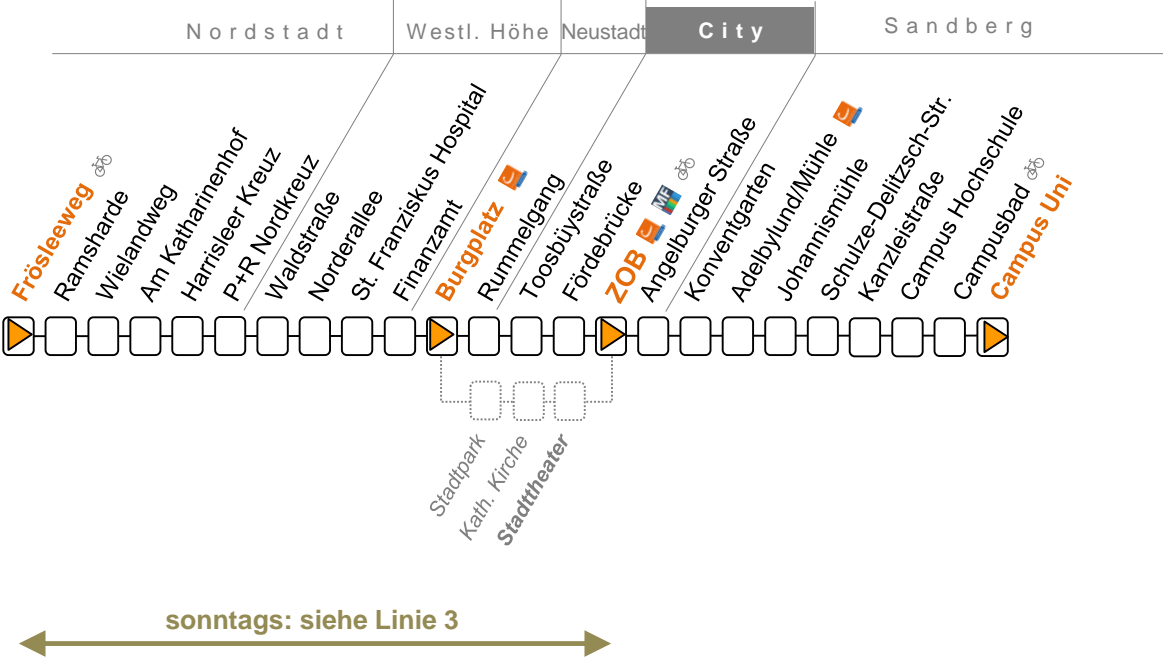 Nordstadt
Westl. Höhe
Neustadt
City
Sandberg
Frösleeweg
Ramsharde
Wielandweg
Am Katharinenhof
Harrisleer Kreuz
P+R Nordkreuz
Waldstraße
Norderallee
St. Franziskus Hospital
Finanzamt
Burgplatz
Rummelgang
Toosbüystraße
Fördebrücke
ZOB
MF
Angelburger Straße
Konventgarten
Adelbylund/Mühle
Johannismühle
Schulze-Delitzsch-Str.
Kanzleistraße
Campus Hochschule
Campusbad
Campus Uni
Stadtpark
Kath. Kirche
Stadttheater
sonntags: siehe Linie 3